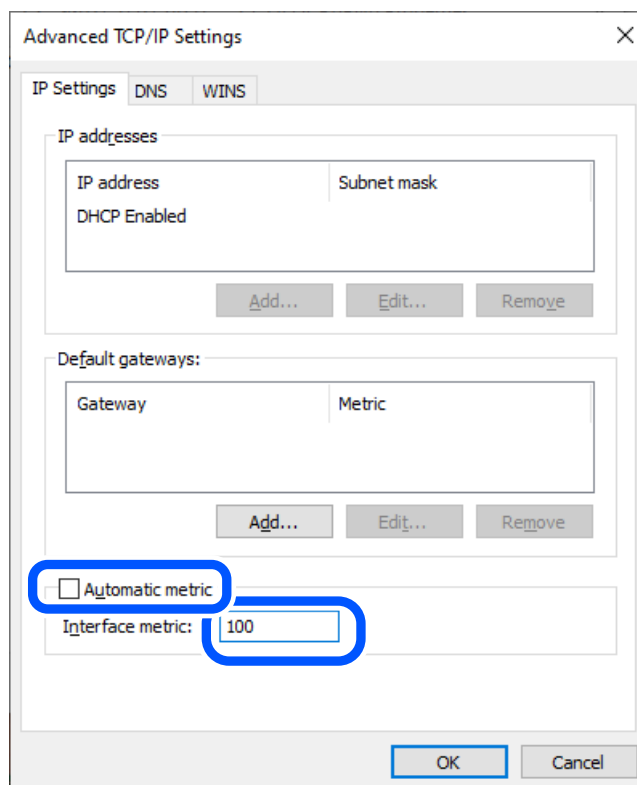 Advanced TCP/IP Settings
IP Settings DNS WINS
IP addresses
IP address Subnet mask
DHCP Enabled
Add... Edit... Remove
Default gateways:
Gateway Metric
Add... Edit... Remove
Automatic metric
Interface metric: 100
OK Cancel